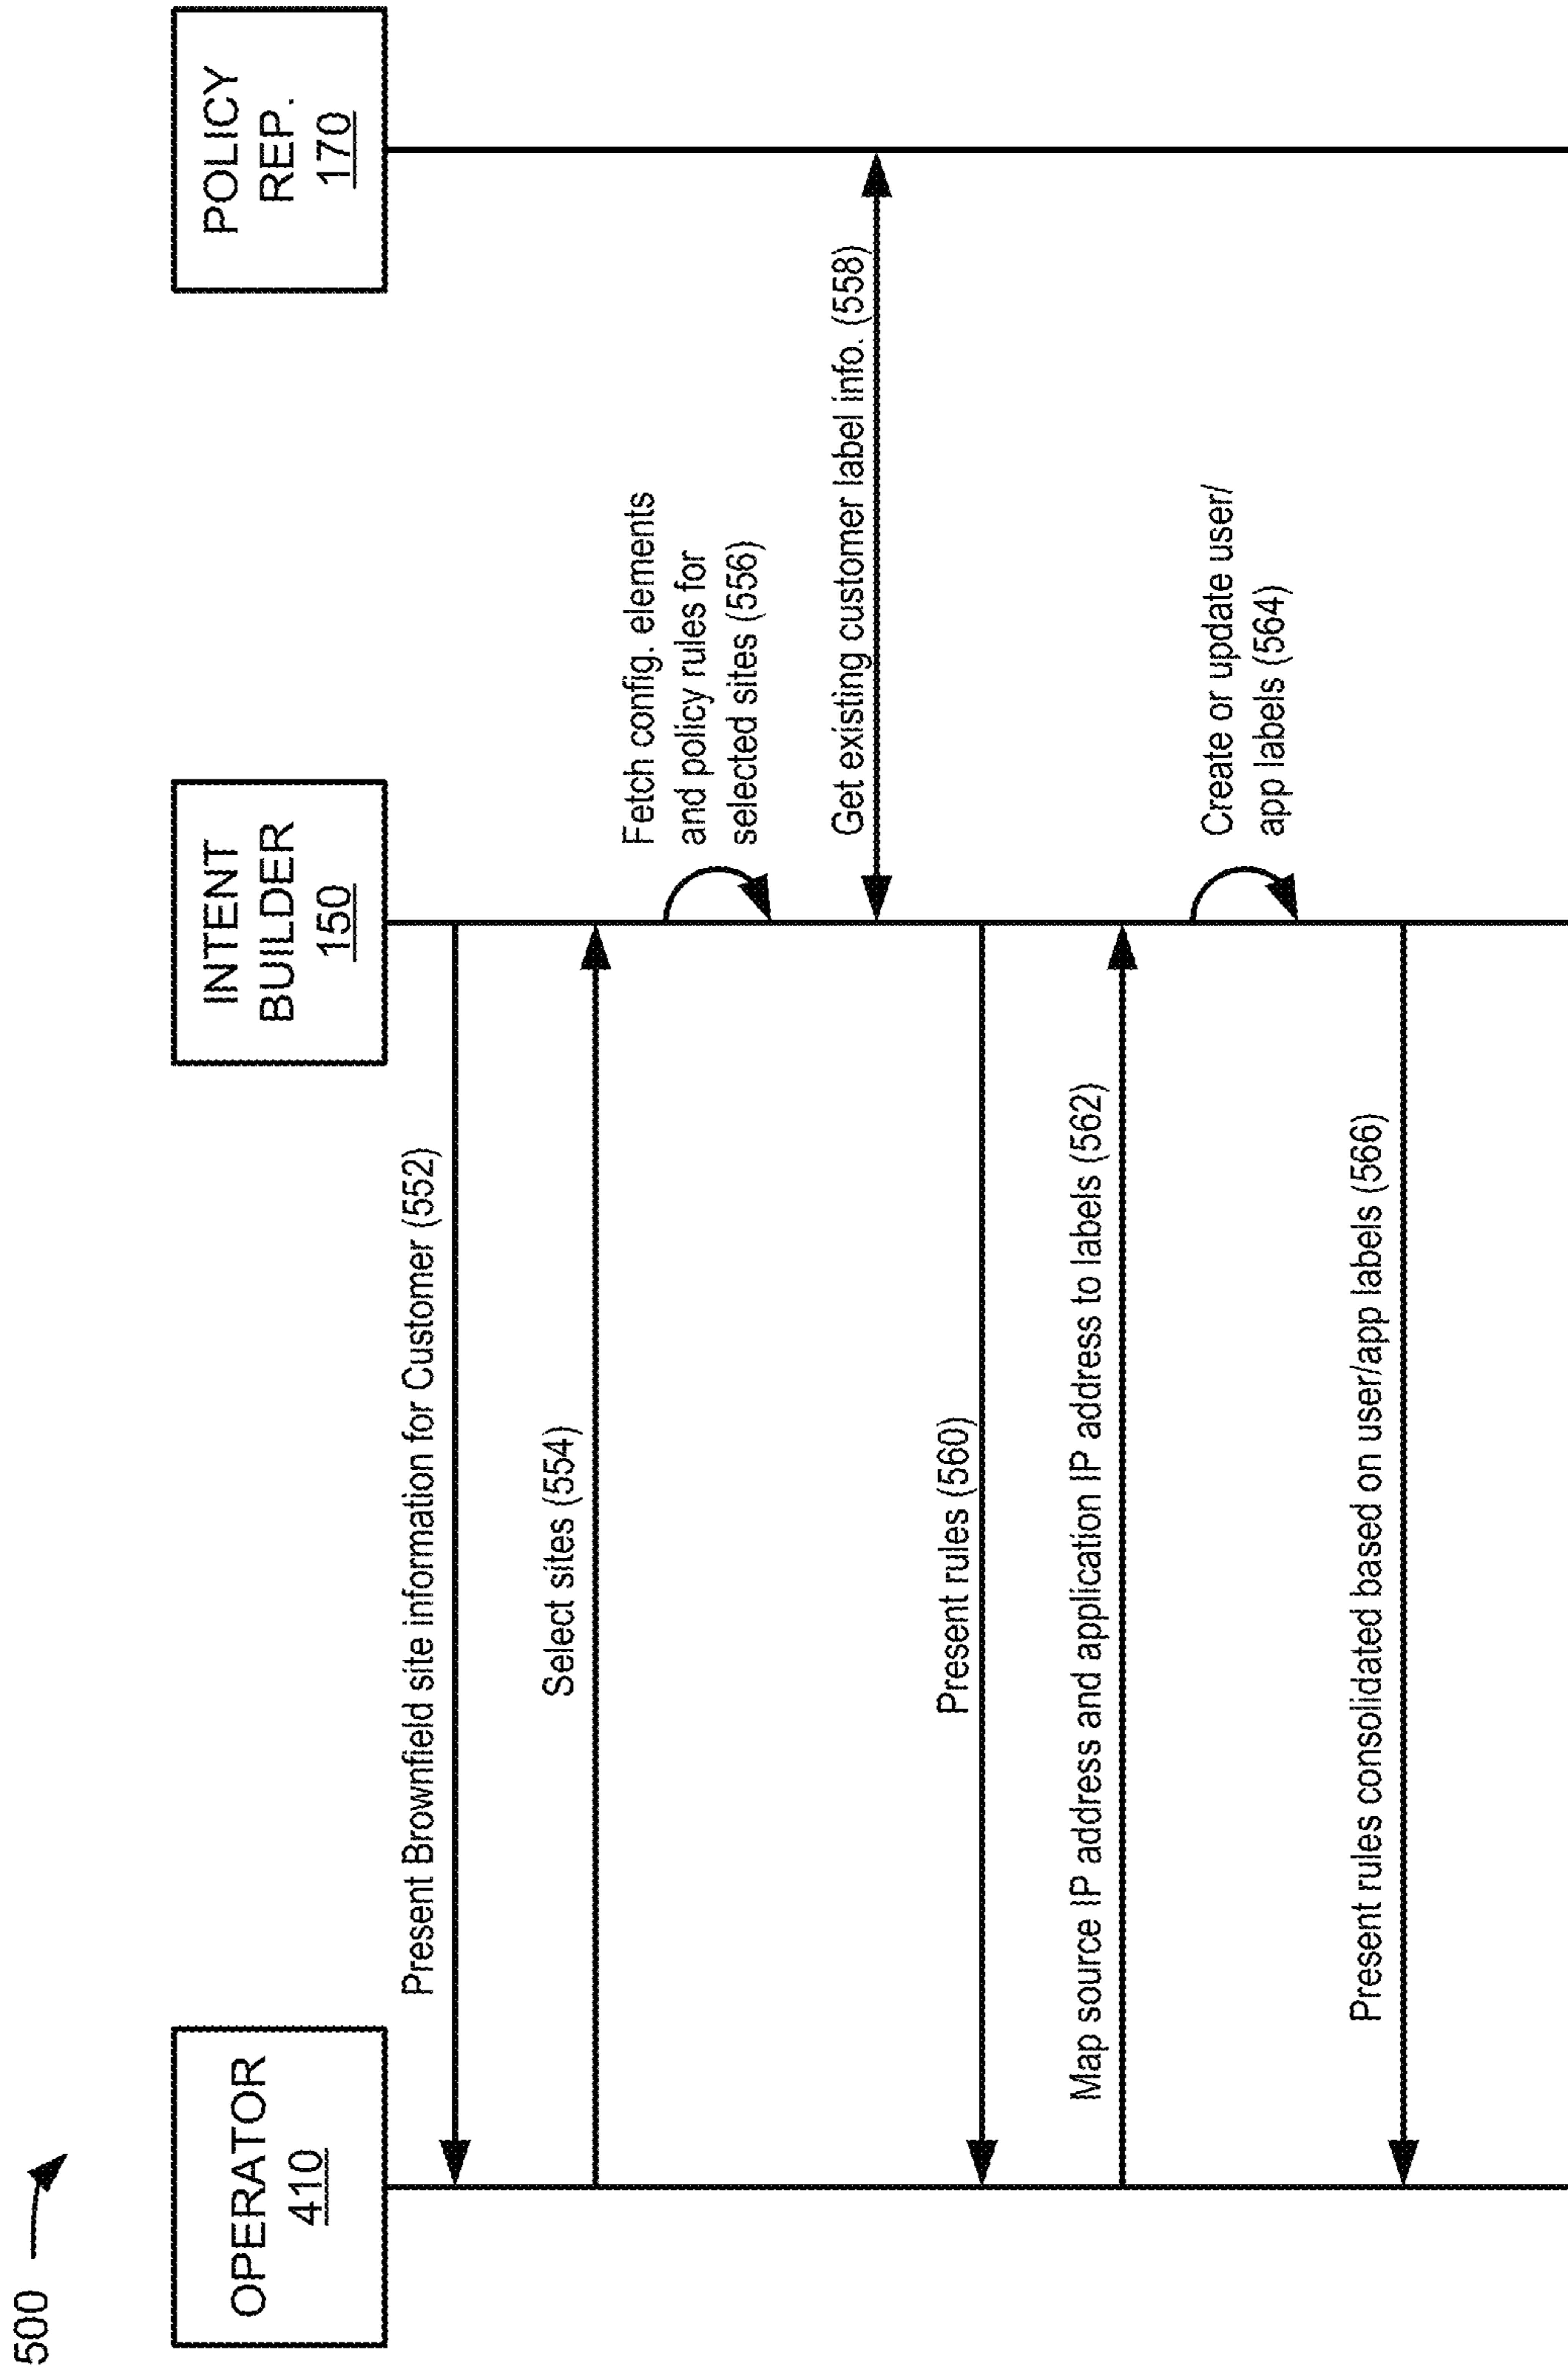 500
OPERATOR
410
INTENT
BUILDER
150
POLICY
REP.
170
Present Brownfield site information for Customer (552)
Select sites (554)
Fetch config. elements
and policy rules for
selected sites (556)
Get existing customer label info. (558)
Present rules (560)
Map source IP address and application IP address to labels (562)
Create or update user/
app labels (564)
Present rules consolidated based on user/app labels (566)